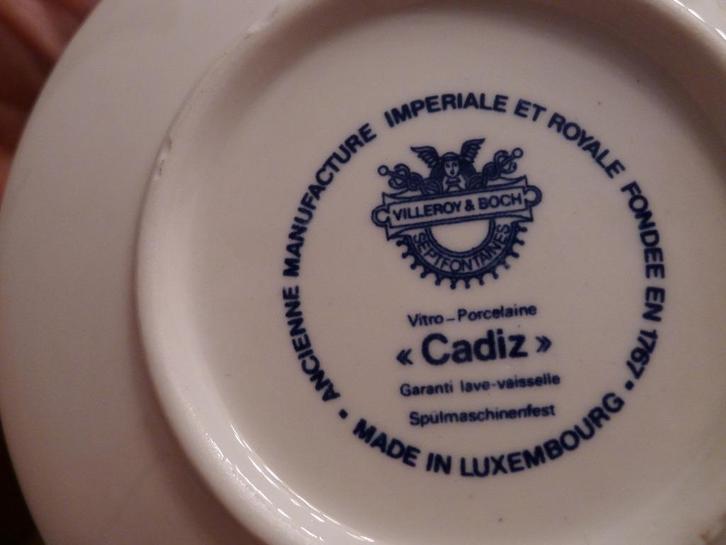 ANCIENNE MANUFACTURE IMPERIALE ET ROYALE FONDEE EN 1767 •
VILLEROY & BOCH
SEPTFONTAINES
Vitro-Porcelaine
« Cadiz »
Garanti lave-vaisselle
Spülmaschinenfest
• MADE IN LUXEMBOURG